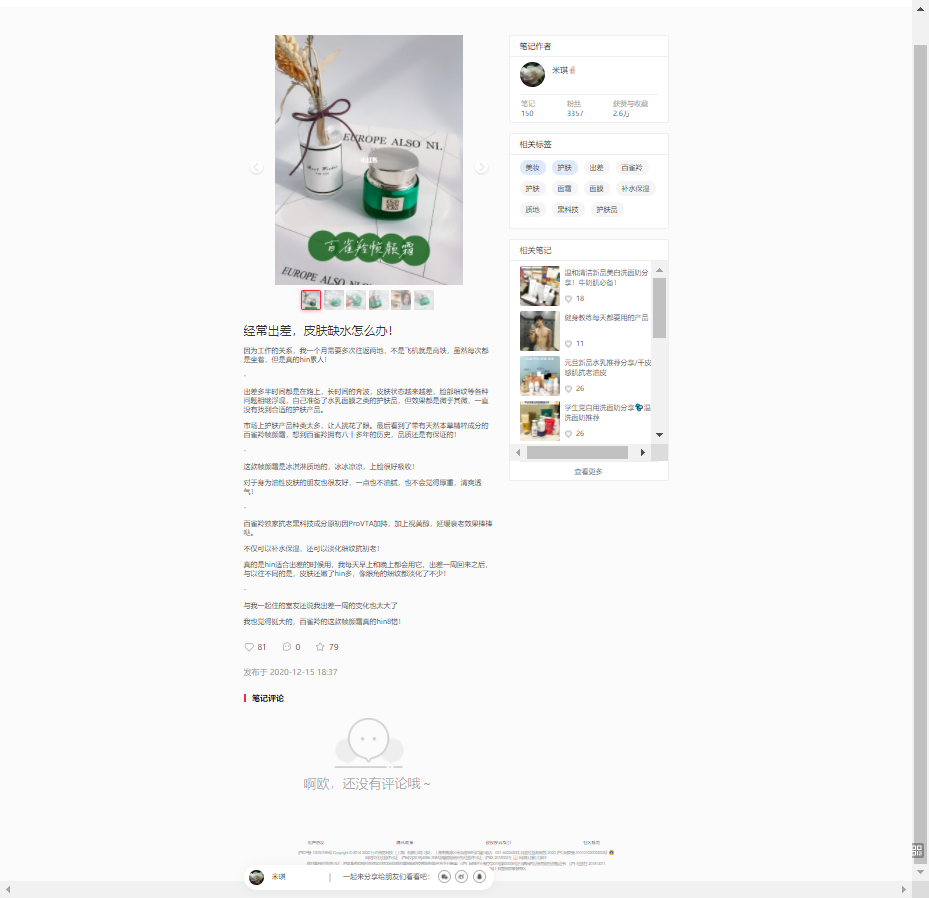 EUROPE ALSO NL
百雀羚帧颜霜
EUROPE ALSO NL
经常出差，皮肤缺水怎么办！
因为工作的关系，我一个月需要多次往返两地，不是飞机就是高铁，虽然每次都
是坐着，但是真的hin累人！
.
出差多半时间都是在路上，长时间的奔波，皮肤状态越来越差，脸部细纹等各种
问题相继浮现，自己准备了水乳面膜之类的护肤品，但效果都是微乎其微，一直
没有找到合适的护肤产品。
市场上护肤产品种类太多，让人挑花了眼。最后看到了带有天然本草精粹成分的
百雀羚帧颜霜，想到百雀羚拥有八十多年的历史，品质还是有保证的！
.
这款帧颜霜是冰淇淋质地的，冰冰凉凉，上脸很好吸收！
对于身为油性皮肤的朋友也很友好，一点也不油腻，也不会觉得厚重，清爽透
气！
.
百雀羚独家抗老黑科技成分原初因ProVTA加持，加上视黄醇，延缓衰老效果棒棒
哒。
不仅可以补水保湿，还可以淡化细纹抗初老！
真的是hin适合出差的时候用，我每天早上和晚上都会用它，出差一周回来之后，
与以往不同的是，皮肤还嫩了hin多，像眼角的细纹都淡化了不少！
.
与我一起住的室友还说我出差一周的变化也太大了
我也觉得挺大的，百雀羚的这款帧颜霜真的hin8错！
81 0 79
发布于 2020-12-15 18:37
笔记评论
啊欧，还没有评论哦～
笔记作者
米琪
笔记 粉丝 获赞与收藏
150 3357 2.6万
相关标签
美妆 护肤 出差 百雀羚
护肤 面霜 面膜 补水保湿
质地 黑科技 护肤品
相关笔记
温和清洁新品美白洗面奶分
享！牛奶肌必备！
18
健身教练每天都要用的产品
11
元旦新品水乳推荐分享/干皮
感肌抗老油皮
26
学生党白用洗面奶分享 温
洗面奶推荐
26
查看更多
米琪 | 一起来分享给朋友们看看吧：